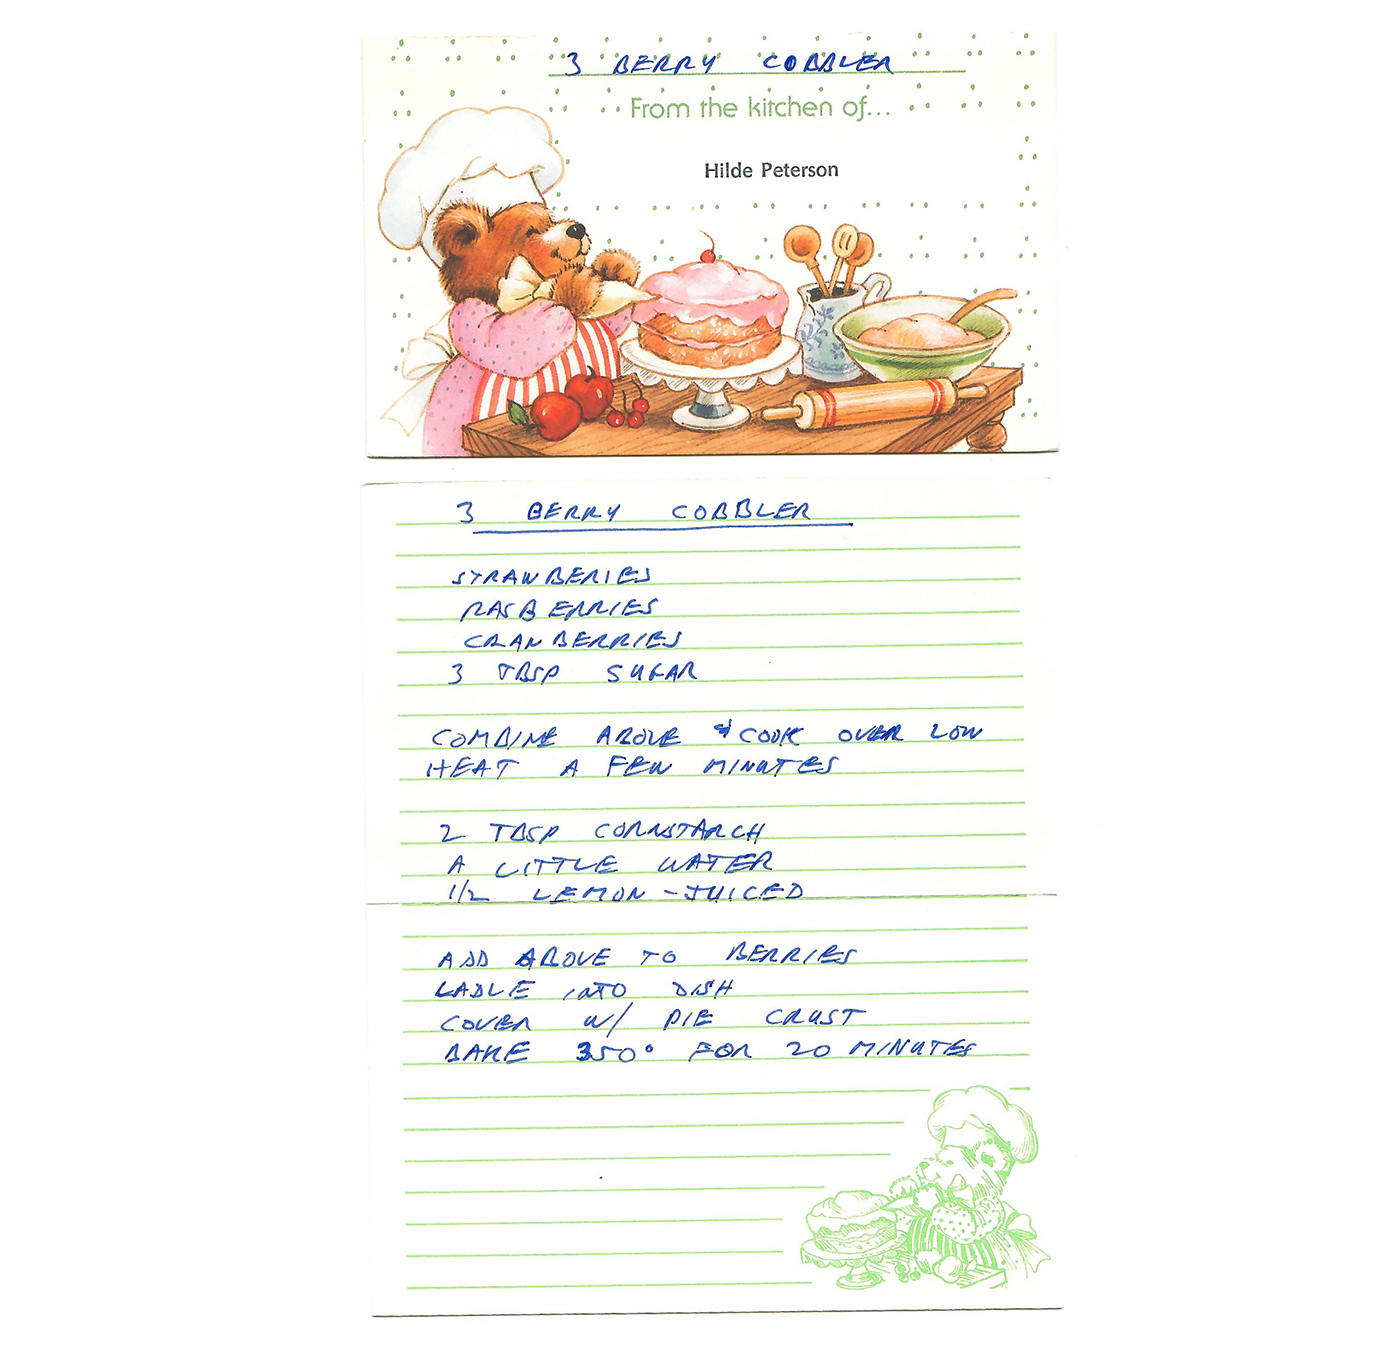 3 BERRY COBBLER
From the kitchen of...
Hilde Peterson
3 BERRY COBBLER
STRAWBERIES
RASBERRIES
CRANBERRIES
3 TBSP SUGAR
COMBINE ABOVE & COOK OVER LOW
HEAT A FEW MINUTES
2 TBSP CORNSTARCH
A LITTLE WATER
1/2 LEMON - JUICED
ADD ABOVE TO BERRIES
LADLE INTO DISH
COVER W/ PIE CRUST
BAKE 350° FOR 20 MINUTES